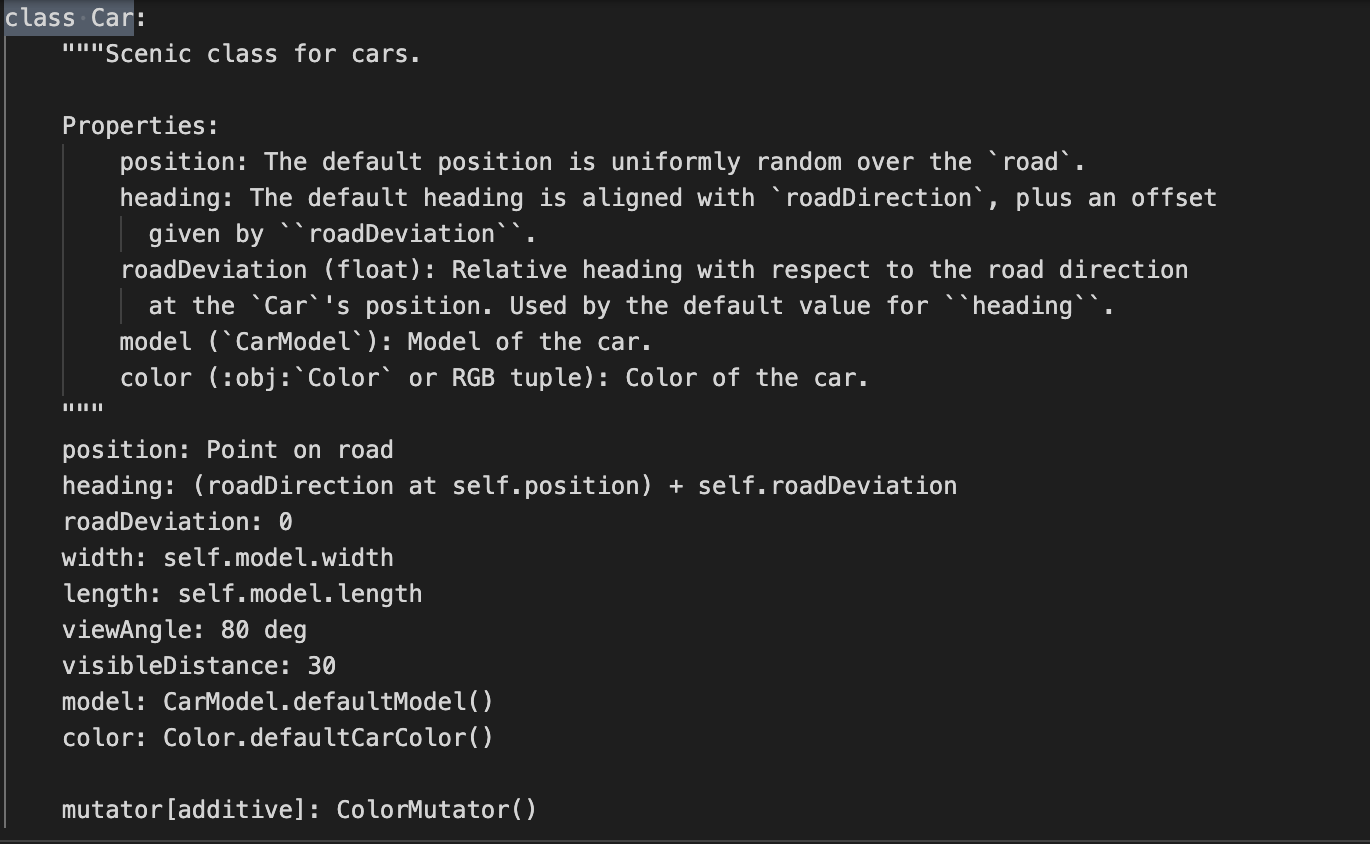 class Car:
    """Scenic class for cars.

    Properties:
        position: The default position is uniformly random over the `road`.
        heading: The default heading is aligned with `roadDirection`, plus an offset
          given by ``roadDeviation``.
        roadDeviation (float): Relative heading with respect to the road direction
          at the `Car`'s position. Used by the default value for ``heading``.
        model (`CarModel`): Model of the car.
        color (:obj:`Color` or RGB tuple): Color of the car.
    """
    position: Point on road
    heading: (roadDirection at self.position) + self.roadDeviation
    roadDeviation: 0
    width: self.model.width
    length: self.model.length
    viewAngle: 80 deg
    visibleDistance: 30
    model: CarModel.defaultModel()
    color: Color.defaultCarColor()

    mutator[additive]: ColorMutator()